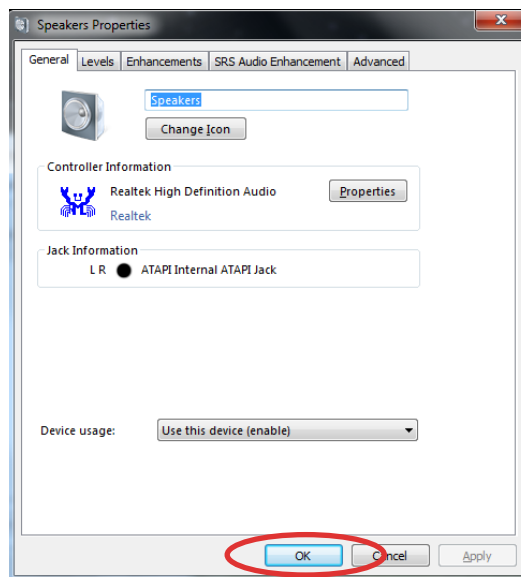 Speakers Properties
General Levels Enhancements SRS Audio Enhancement Advanced
Speakers
Change Icon
Controller Information
Realtek High Definition Audio Properties
Realtek
Jack Information
L R ATAPI Internal ATAPI Jack
Device usage: Use this device (enable)
OK Cancel Apply